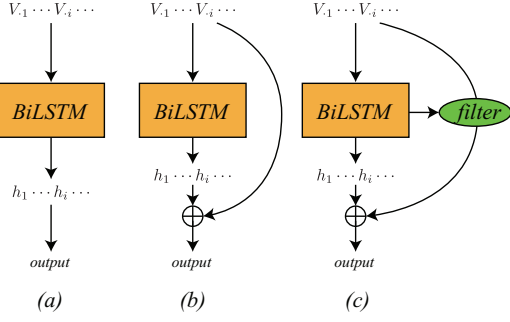 V.₁ ⋯ V.ᵢ ⋯
BiLSTM
h₁ ⋯ hᵢ ⋯
output
(a)
V.₁ ⋯ V.ᵢ ⋯
BiLSTM
h₁ ⋯ hᵢ ⋯
output
(b)
V.₁ ⋯ V.ᵢ ⋯
BiLSTM
filter
h₁ ⋯ hᵢ ⋯
output
(c)